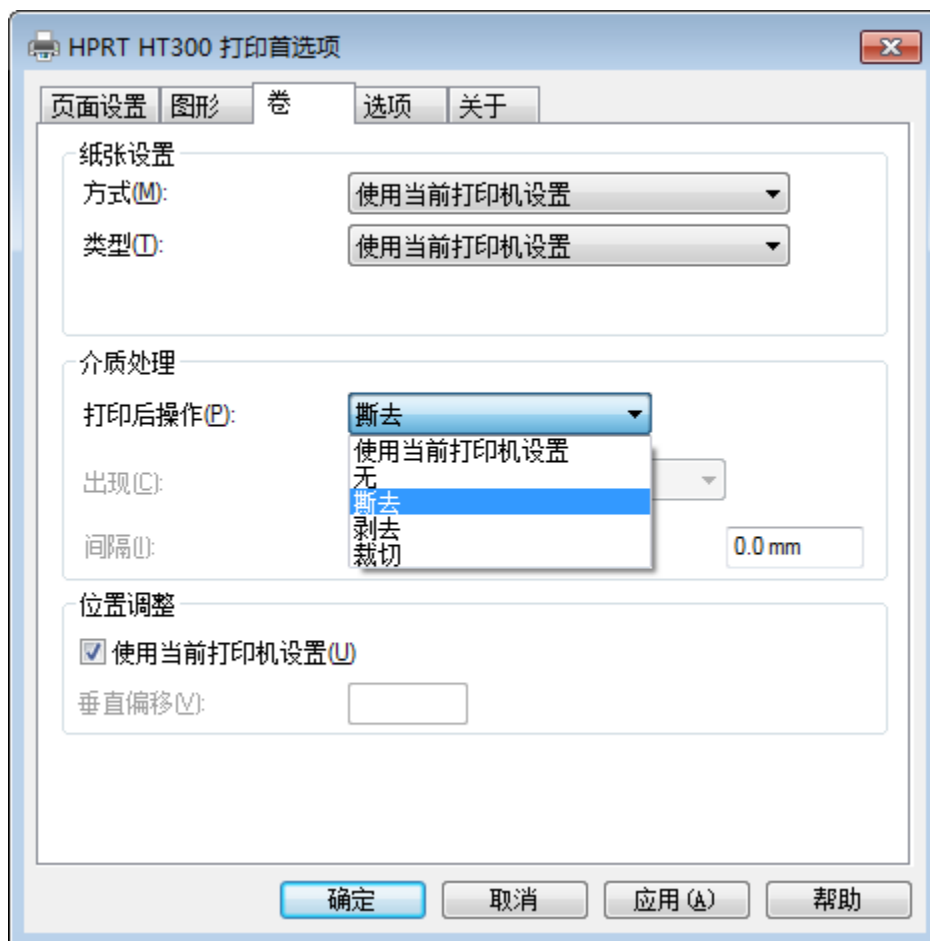 HPRT HT300 打印首选项
页面设置 图形 卷 选项 关于
纸张设置
方式(M): 使用当前打印机设置
类型(T): 使用当前打印机设置
介质处理
打印后操作(P): 撕去
使用当前打印机设置
无
出现(C):
撕去
剥去
间隔(I): 0.0 mm
裁切
位置调整
使用当前打印机设置(U)
垂直偏移(V):
确定 取消 应用(A) 帮助